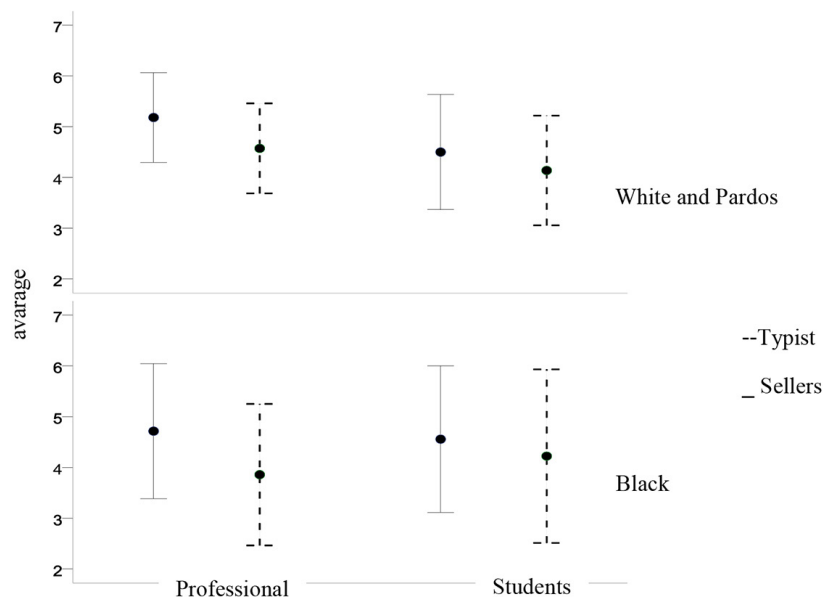 7
6
5
4
3
2
White and Pardos
avarage
7
6
5
4
3
2
--Typist
_ Sellers
Black
Professional
Students